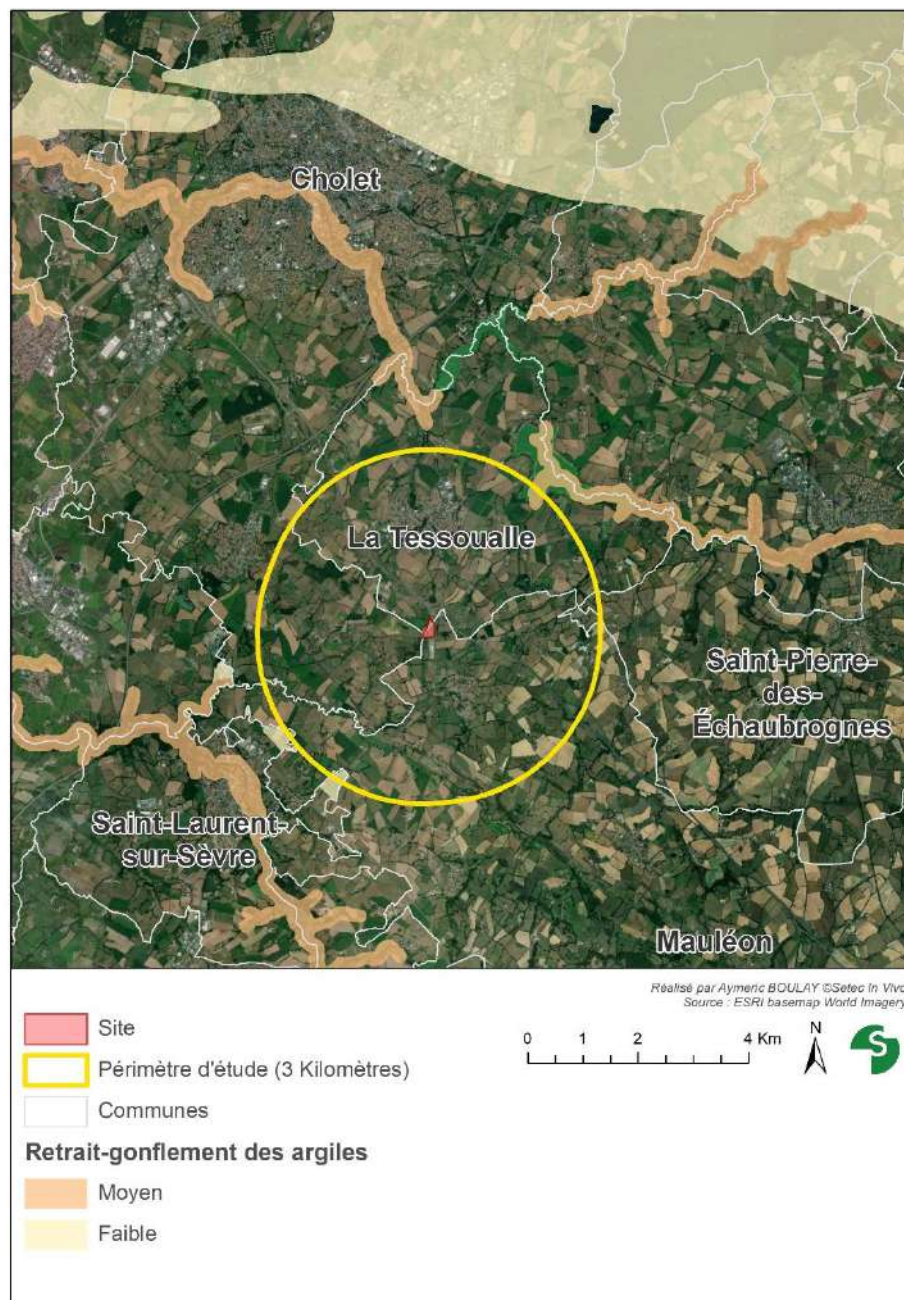 Cholet
La Tessoualle
Saint-Pierre-
des-
Échaubrognes
Saint-Laurent-
sur-Sèvre
Mauléon
Réalisé par Aymeric BOULAY ©Setec In Vivo
Source : ESRI basemap World Imagery
Site
0 1 2 4 Km
N
S
Périmètre d'étude (3 Kilomètres)
Communes
Retrait-gonflement des argiles
Moyen
Faible